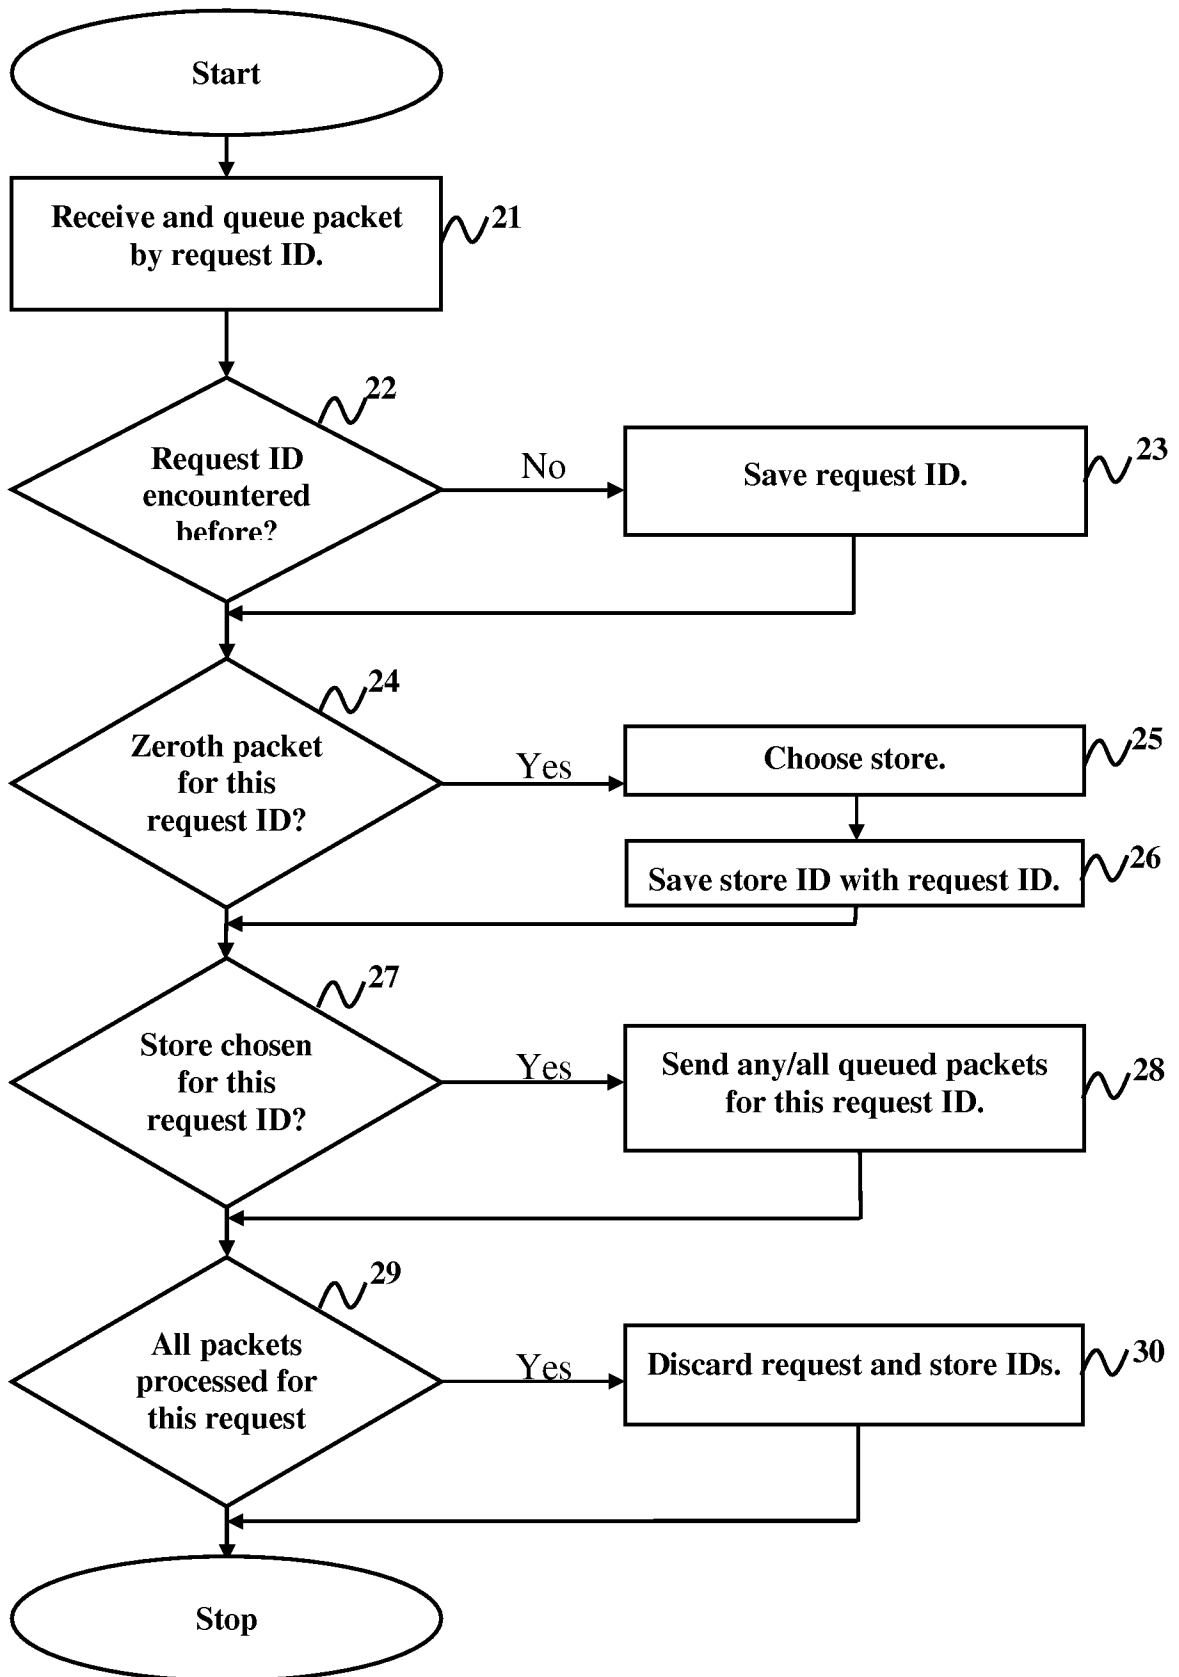 Start
Receive and queue packet
by request ID.
21
22
Request ID
encountered
before?
No
Save request ID.
23
24
Zeroth packet
for this
request ID?
Yes
Choose store.
25
Save store ID with request ID.
26
27
Store chosen
for this
request ID?
Yes
Send any/all queued packets
for this request ID.
28
29
All packets
processed for
this request
Yes
Discard request and store IDs.
30
Stop